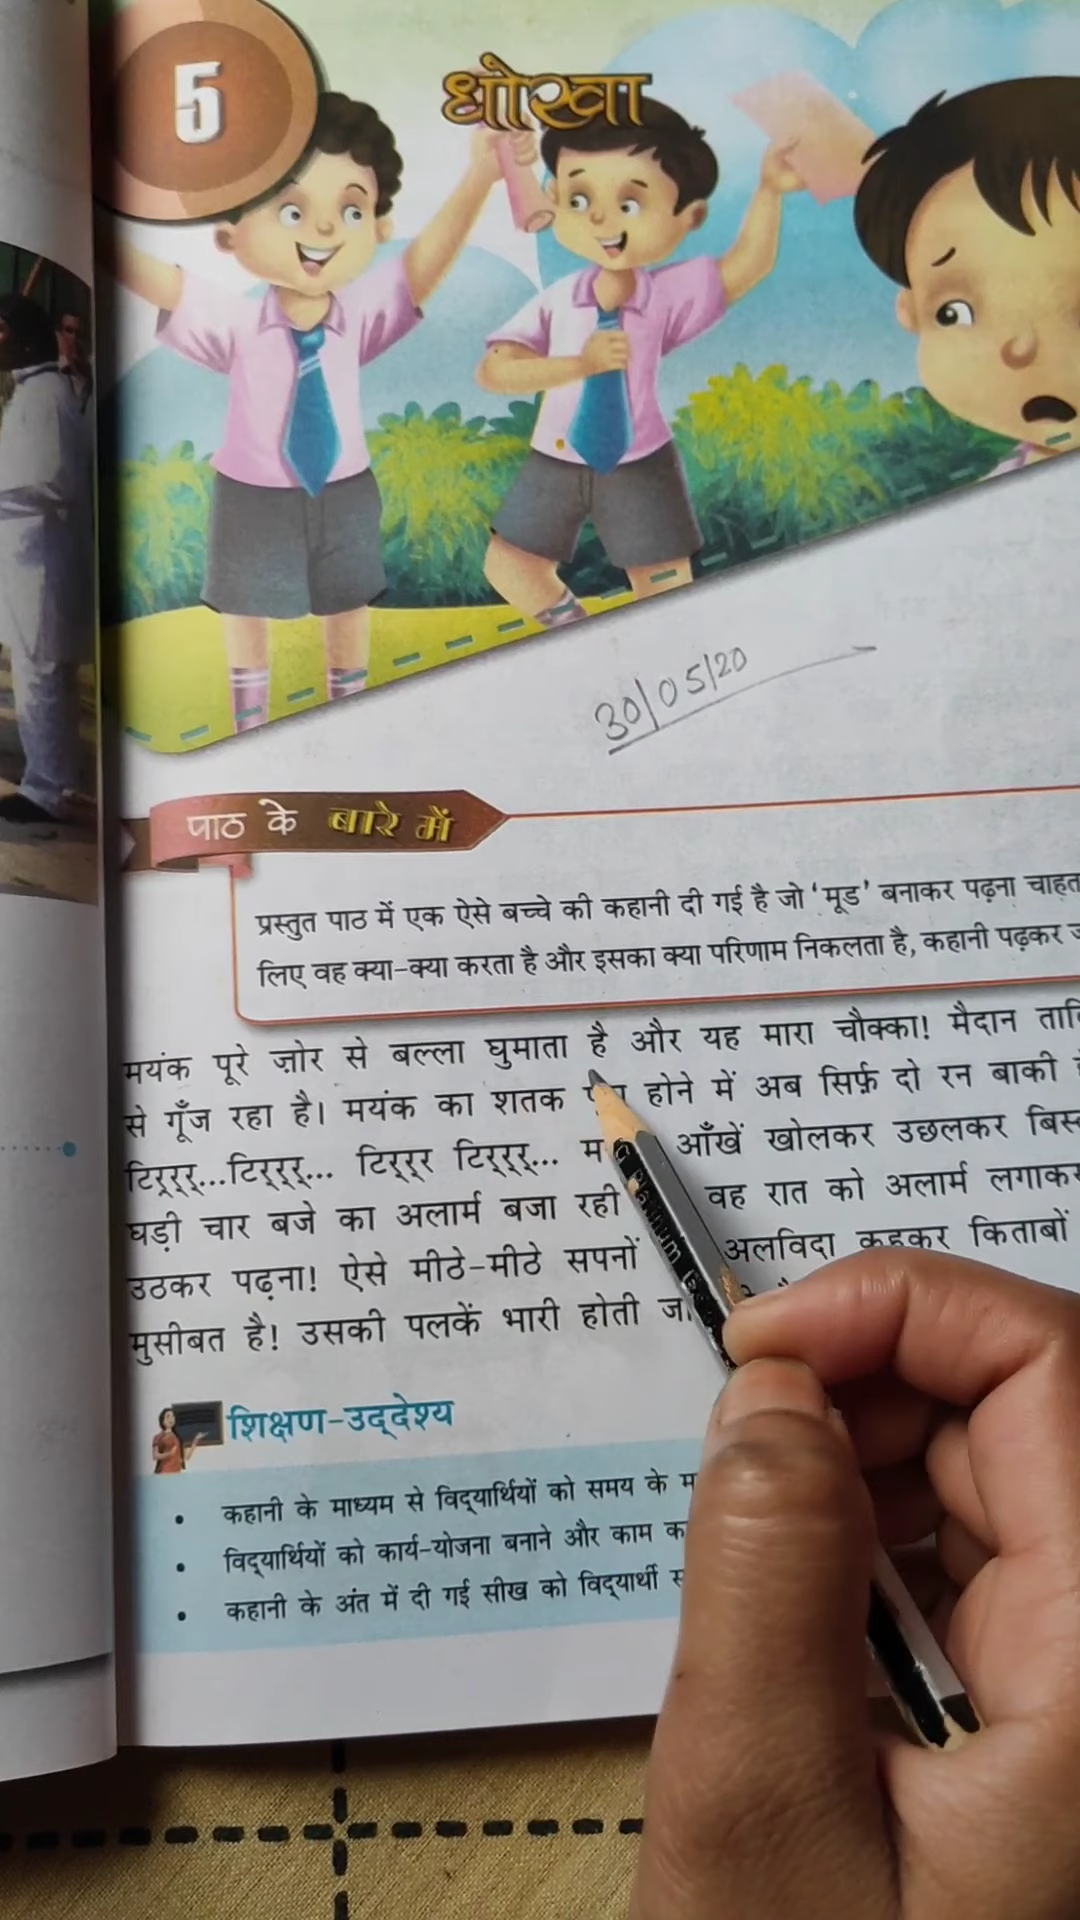 5
धोखा
30/05/20
पाठ के बारे में
प्रस्तुत पाठ में एक ऐसे बच्चे की कहानी दी गई है जो ‘मूड’ बनाकर पढ़ना
लिए वह क्या-क्या करता है और इसका क्या परिणाम निकलता है, कहानी पढ़कर
मयंक पूरे ज़ोर से बल्ला घुमाता है और यह मारा चौक्का! मैदान
से गूँज रहा है। मयंक का शतक होने में अब सिर्फ़ दो रन बाकी
टिर्र्र्र्...टिर्र्र्र्... टिर्र्र्र टिर्र्र्र्... आँखें खोलकर उछलकर
घड़ी चार बजे का अलार्म बजा रही वह रात को अलार्म
उठकर पढ़ना! ऐसे मीठे-मीठे सपनों अलविदा कहकर किताबों
मुसीबत है! उसकी पलकें भारी होती
शिक्षण-उद्देश्य
• कहानी के माध्यम से विद्यार्थियों को समय के
• विद्यार्थियों को कार्य-योजना बनाने और काम
• कहानी के अंत में दी गई सीख को विद्यार्थी